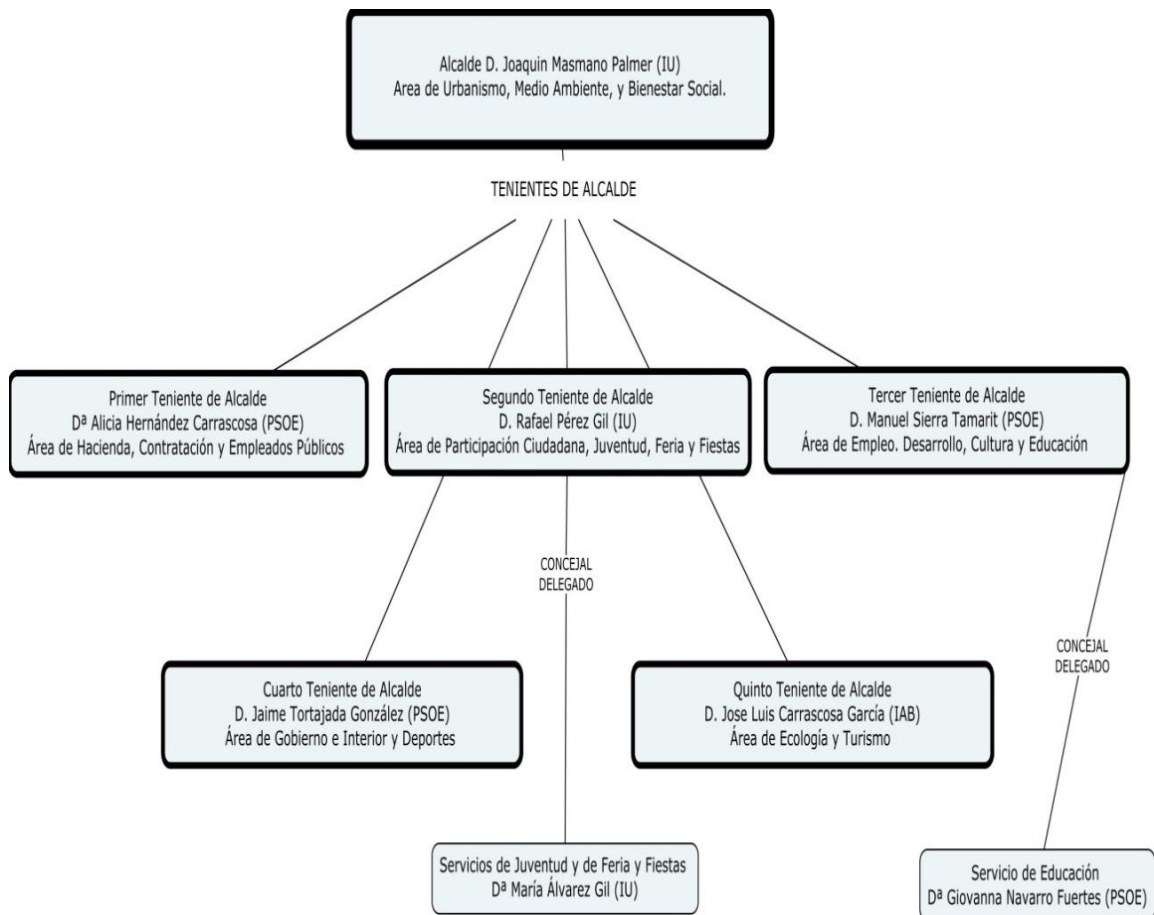 Alcalde D. Joaquin Masmano Palmer (IU)
Area de Urbanismo, Medio Ambiente, y Bienestar Social.
TENIENTES DE ALCALDE
Primer Teniente de Alcalde
Dª Alicia Hernández Carrascosa (PSOE)
Área de Hacienda, Contratación y Empleados Públicos
Segundo Teniente de Alcalde
D. Rafael Pérez Gil (IU)
Área de Participación Ciudadana, Juventud, Feria y Fiestas
Tercer Teniente de Alcalde
D. Manuel Sierra Tamarit (PSOE)
Área de Empleo. Desarrollo, Cultura y Educación
CONCEJAL
DELEGADO
CONCEJAL
DELEGADO
Cuarto Teniente de Alcalde
D. Jaime Tortajada González (PSOE)
Área de Gobierno e Interior y Deportes
Quinto Teniente de Alcalde
D. Jose Luis Carrascosa García (IAB)
Área de Ecología y Turismo
Servicios de Juventud y de Feria y Fiestas
Dª María Álvarez Gil (IU)
Servicio de Educación
Dª Giovanna Navarro Fuertes (PSOE)